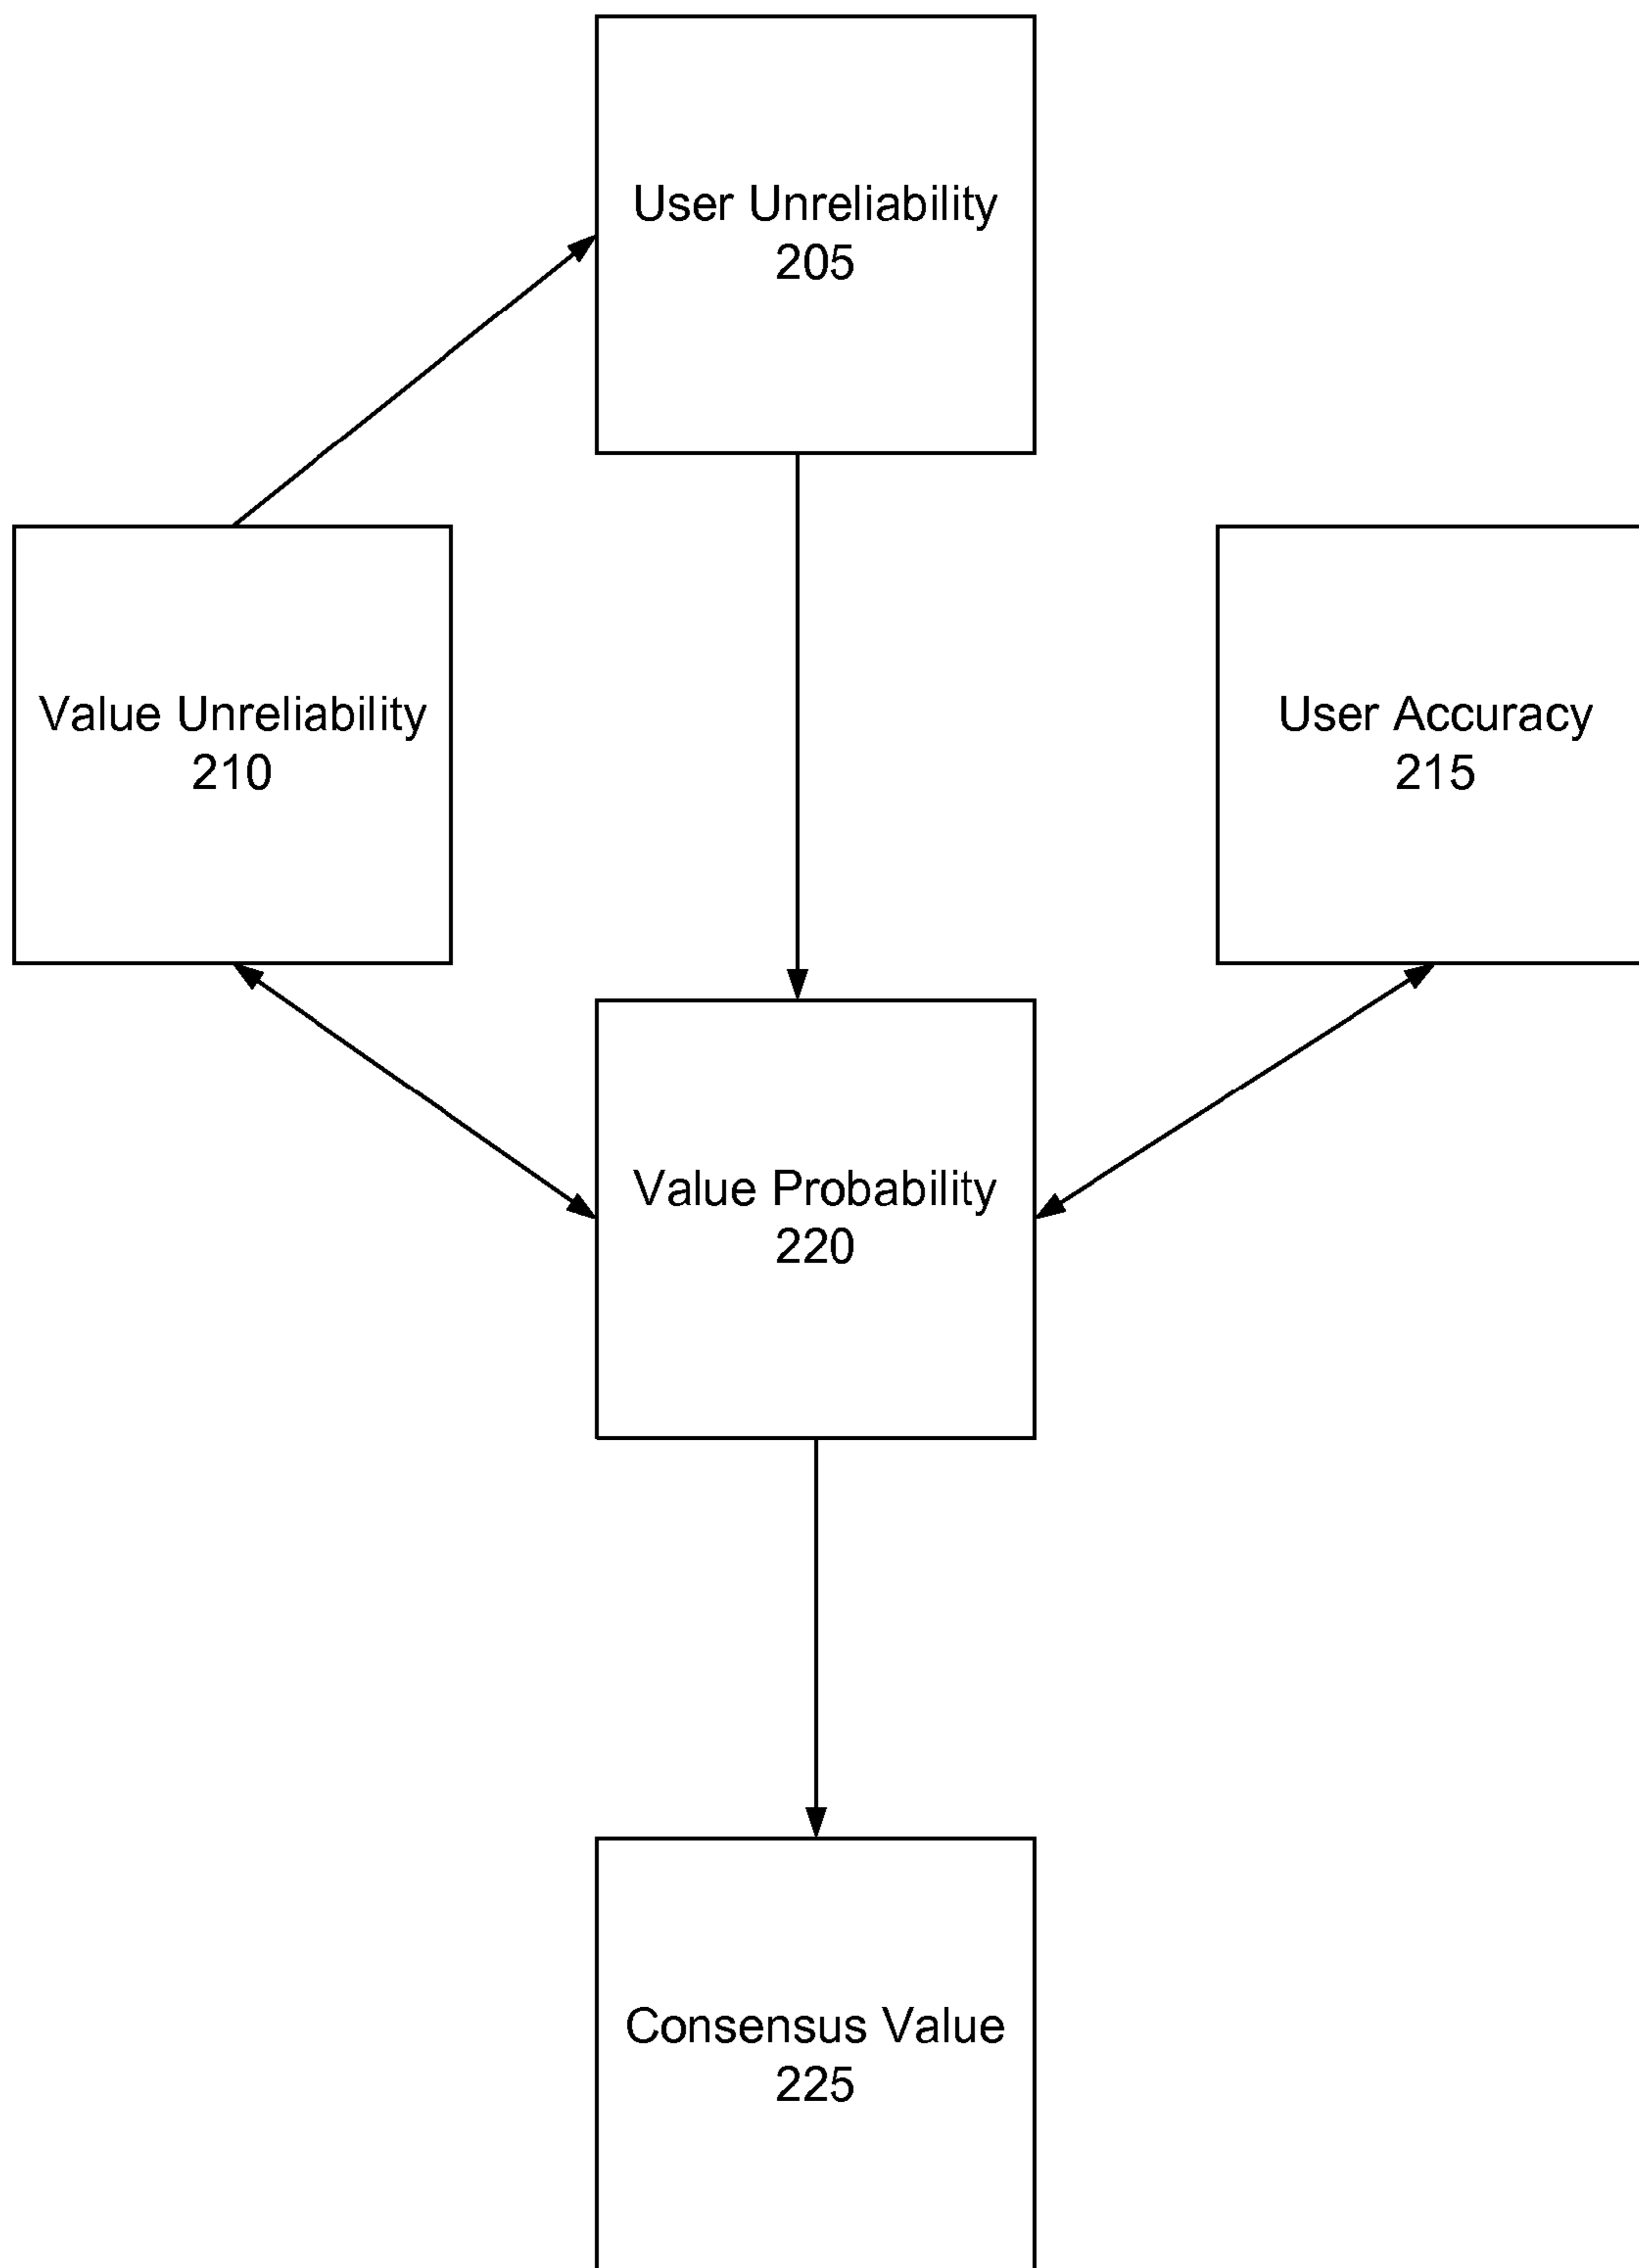 User Unreliability
205
Value Unreliability
210
User Accuracy
215
Value Probability
220
Consensus Value
225